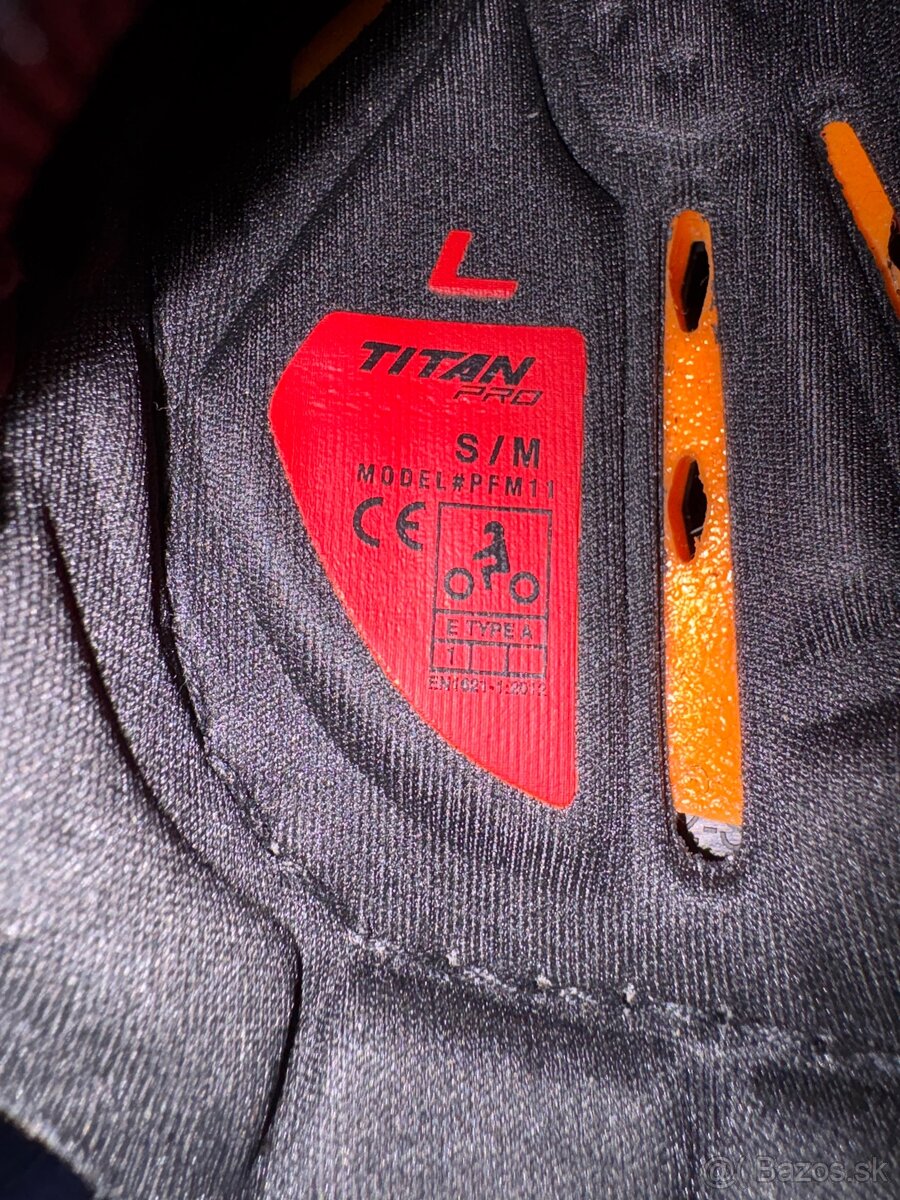 L
TITAN
PRO
S/M
MODEL#PFM11
CE
E TYPE A
1
EN1621-1:2012
@ Bazos.sk